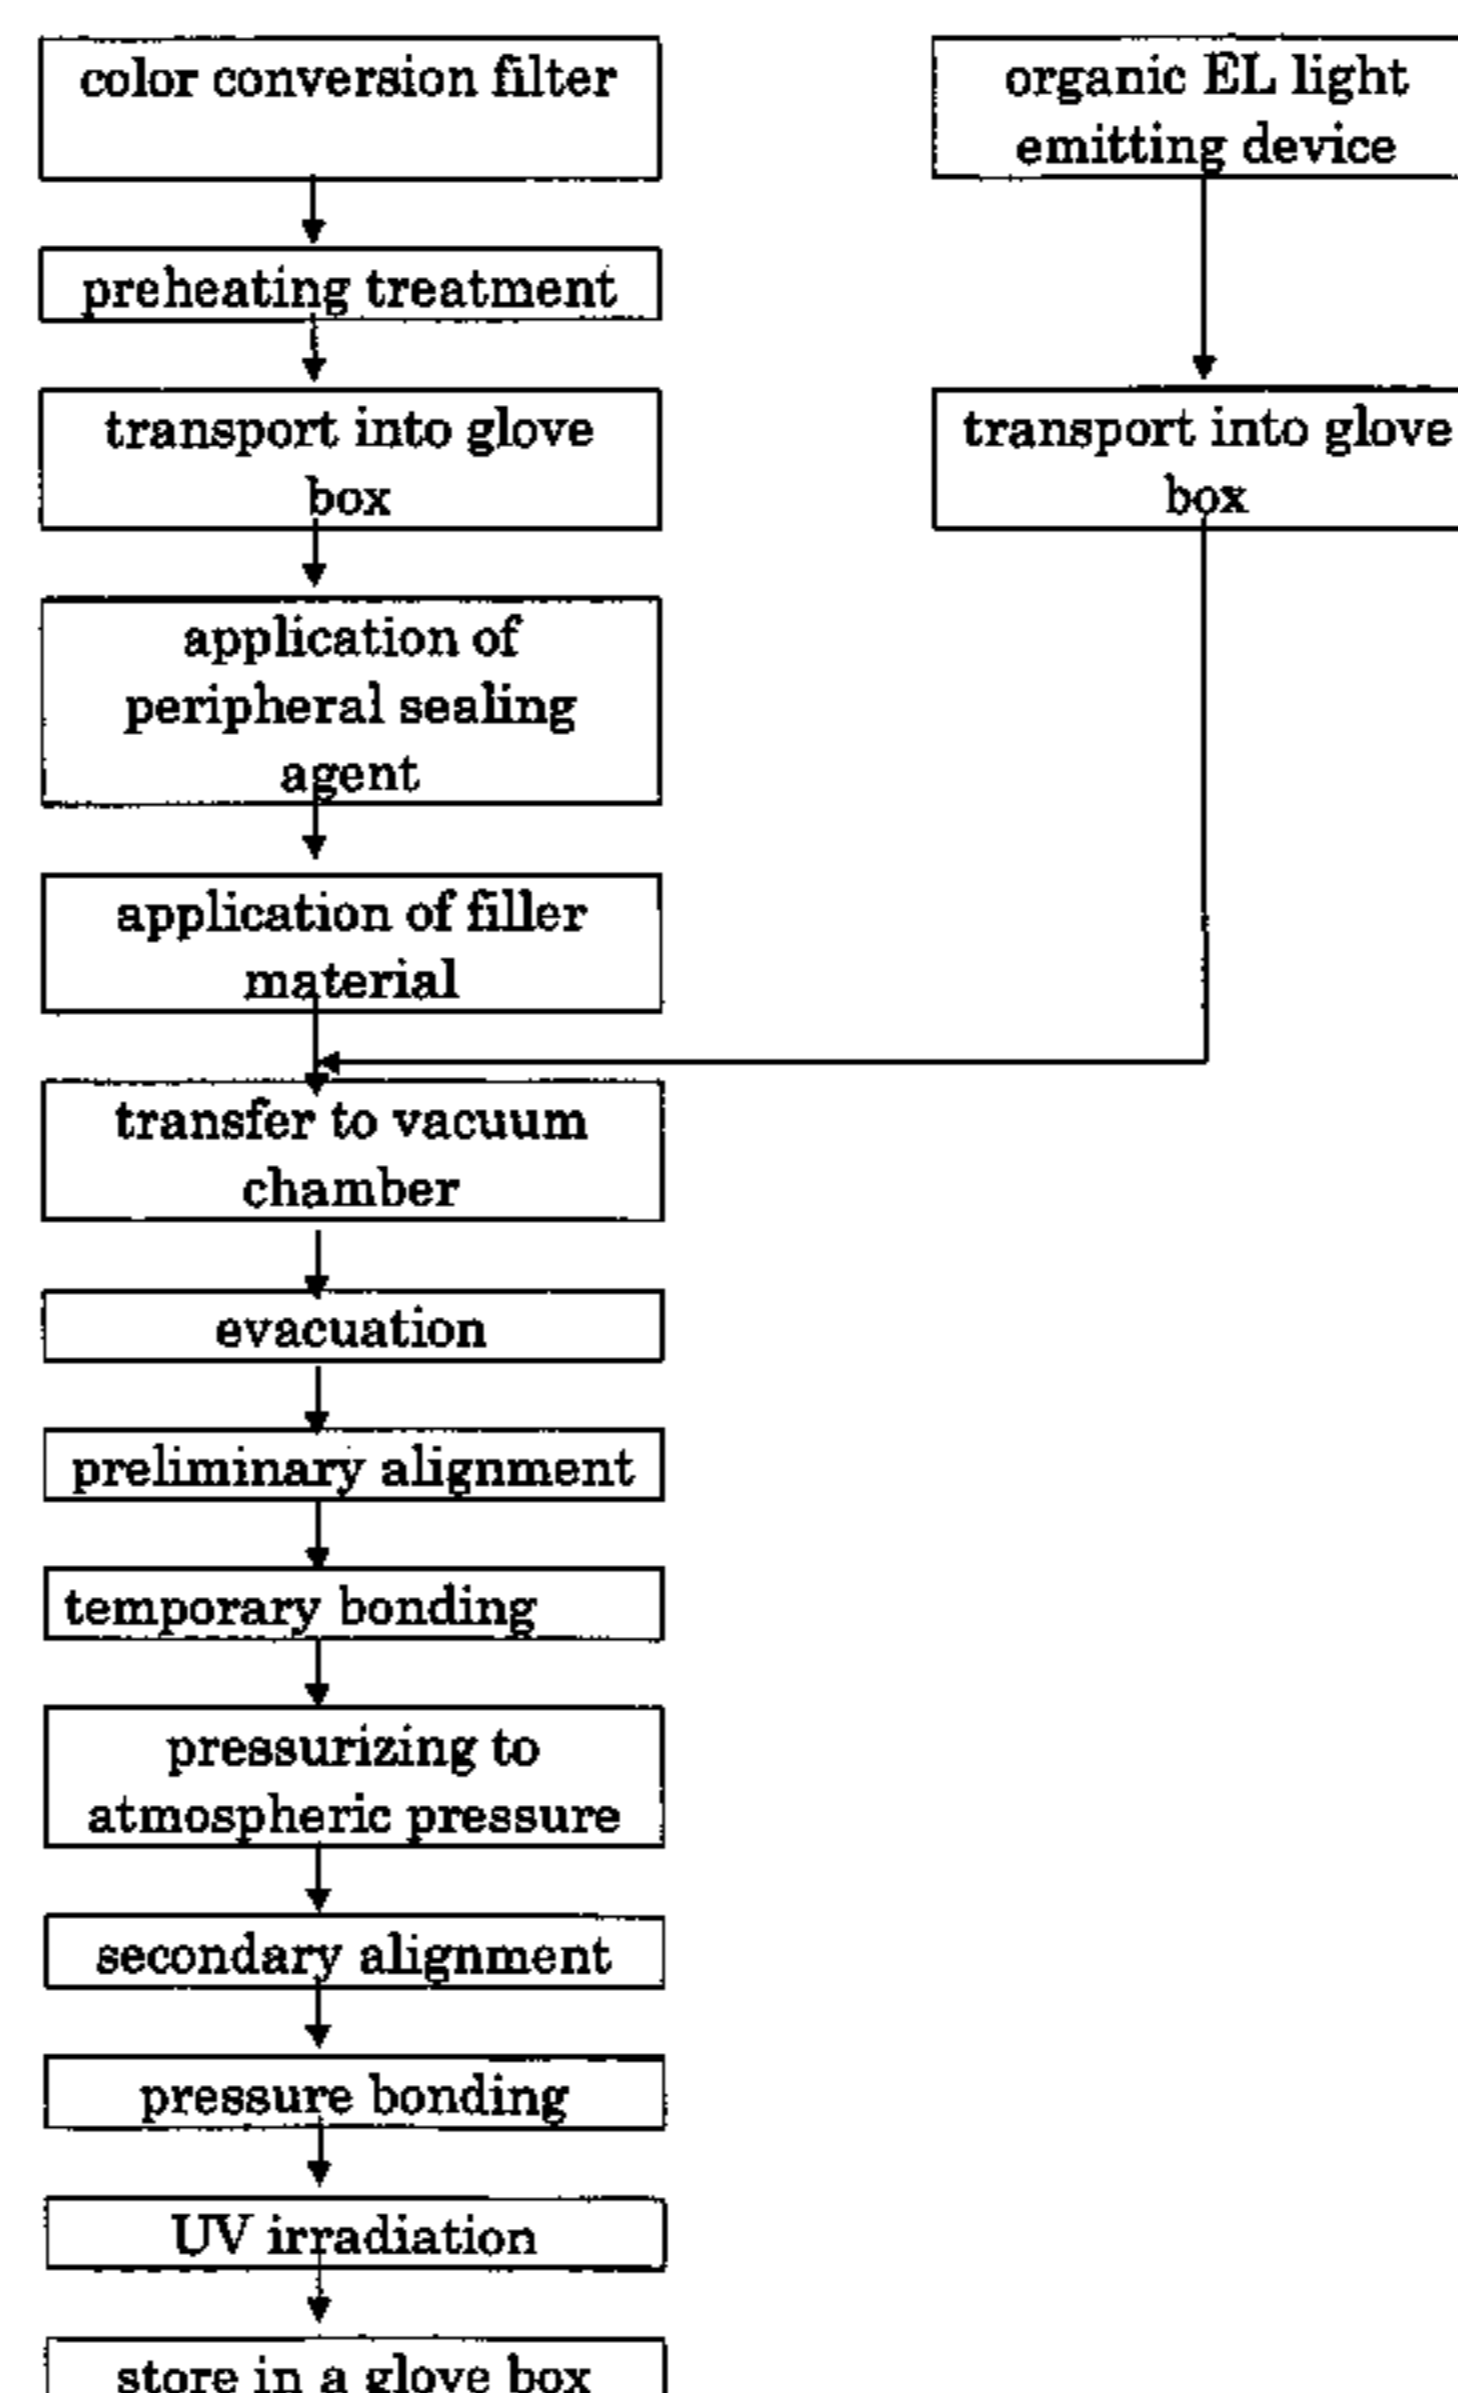 color conversion filter
organic EL light
emitting device
preheating treatment
transport into glove
box
transport into glove
box
application of
peripheral sealing
agent
application of filler
material
transfer to vacuum
chamber
evacuation
preliminary alignment
temporary bonding
pressurizing to
atmospheric pressure
secondary alignment
pressure bonding
UV irradiation
store in a glove box